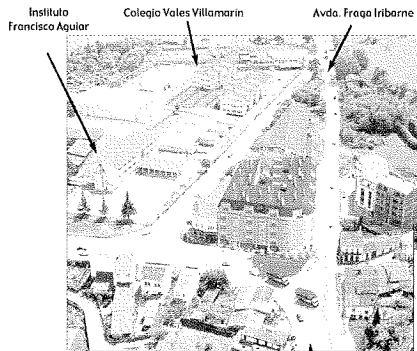 Instituto
Francisco Aguiar
Colegio Vales Villamarín
Avda. Fraga Iribarne